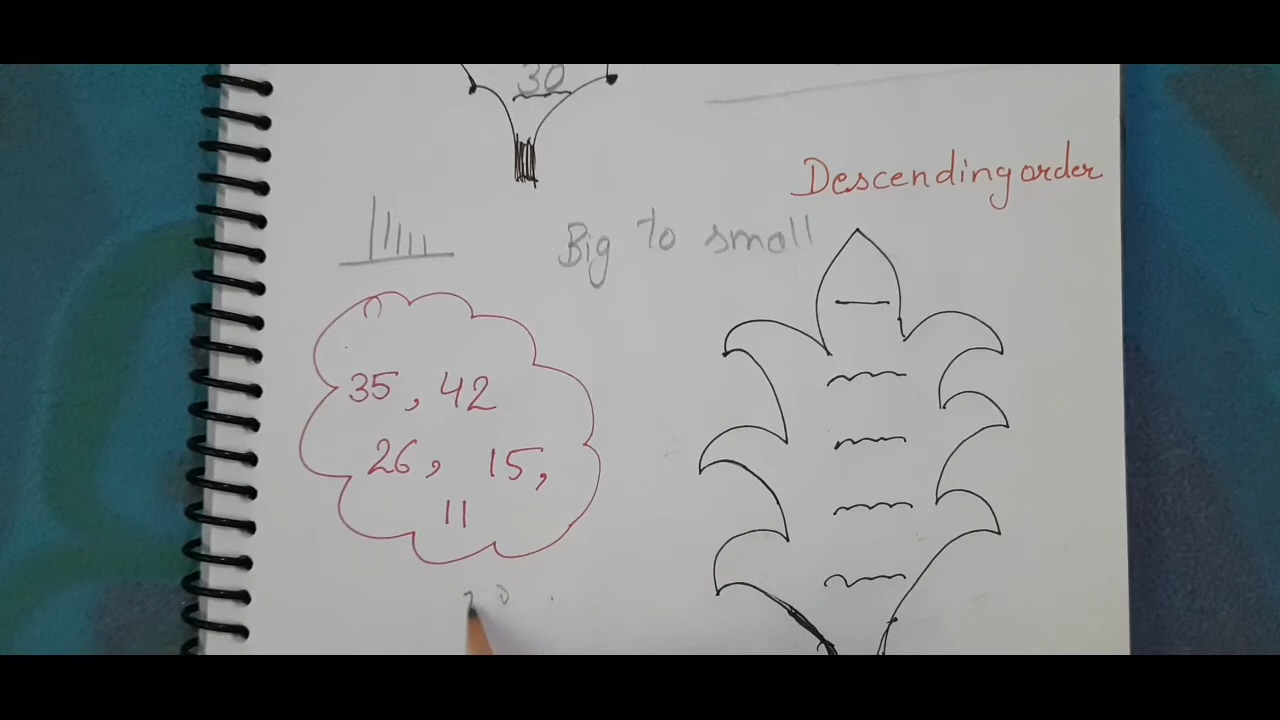 30
Descending order
Big to small
35, 42
26, 15,
11